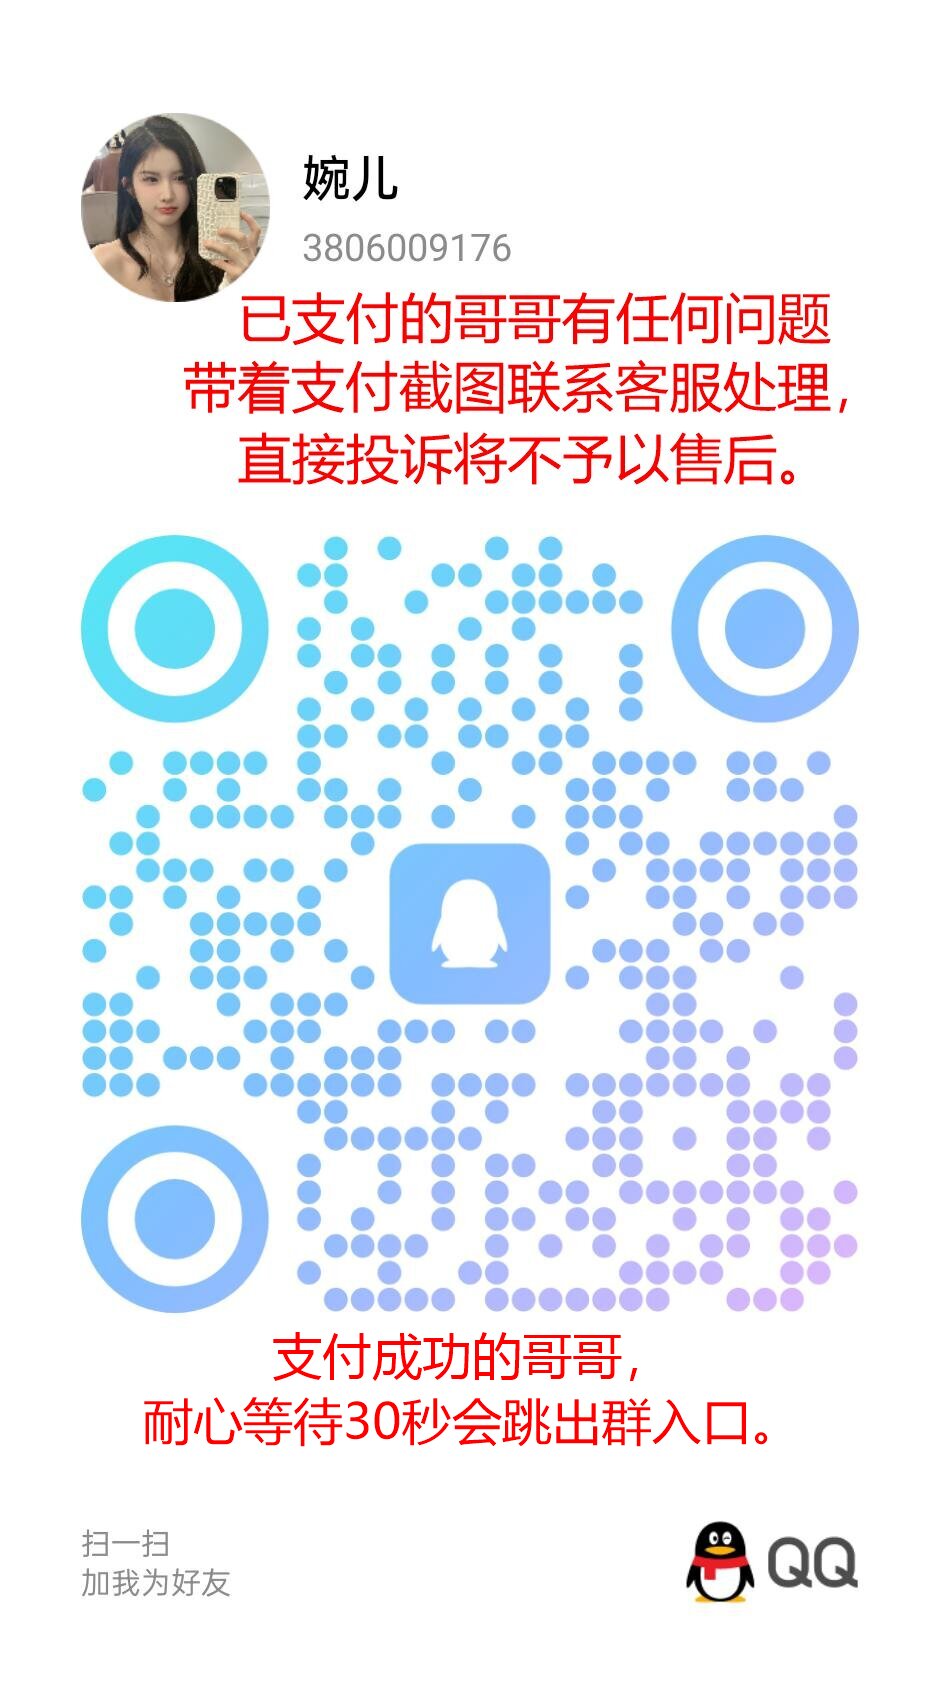 婉儿
3806009176
已支付的哥哥有任何问题
带着支付截图联系客服处理，
直接投诉将不予以售后。
支付成功的哥哥，
耐心等待30秒会跳出群入口。
扫一扫
加我为好友
QQ